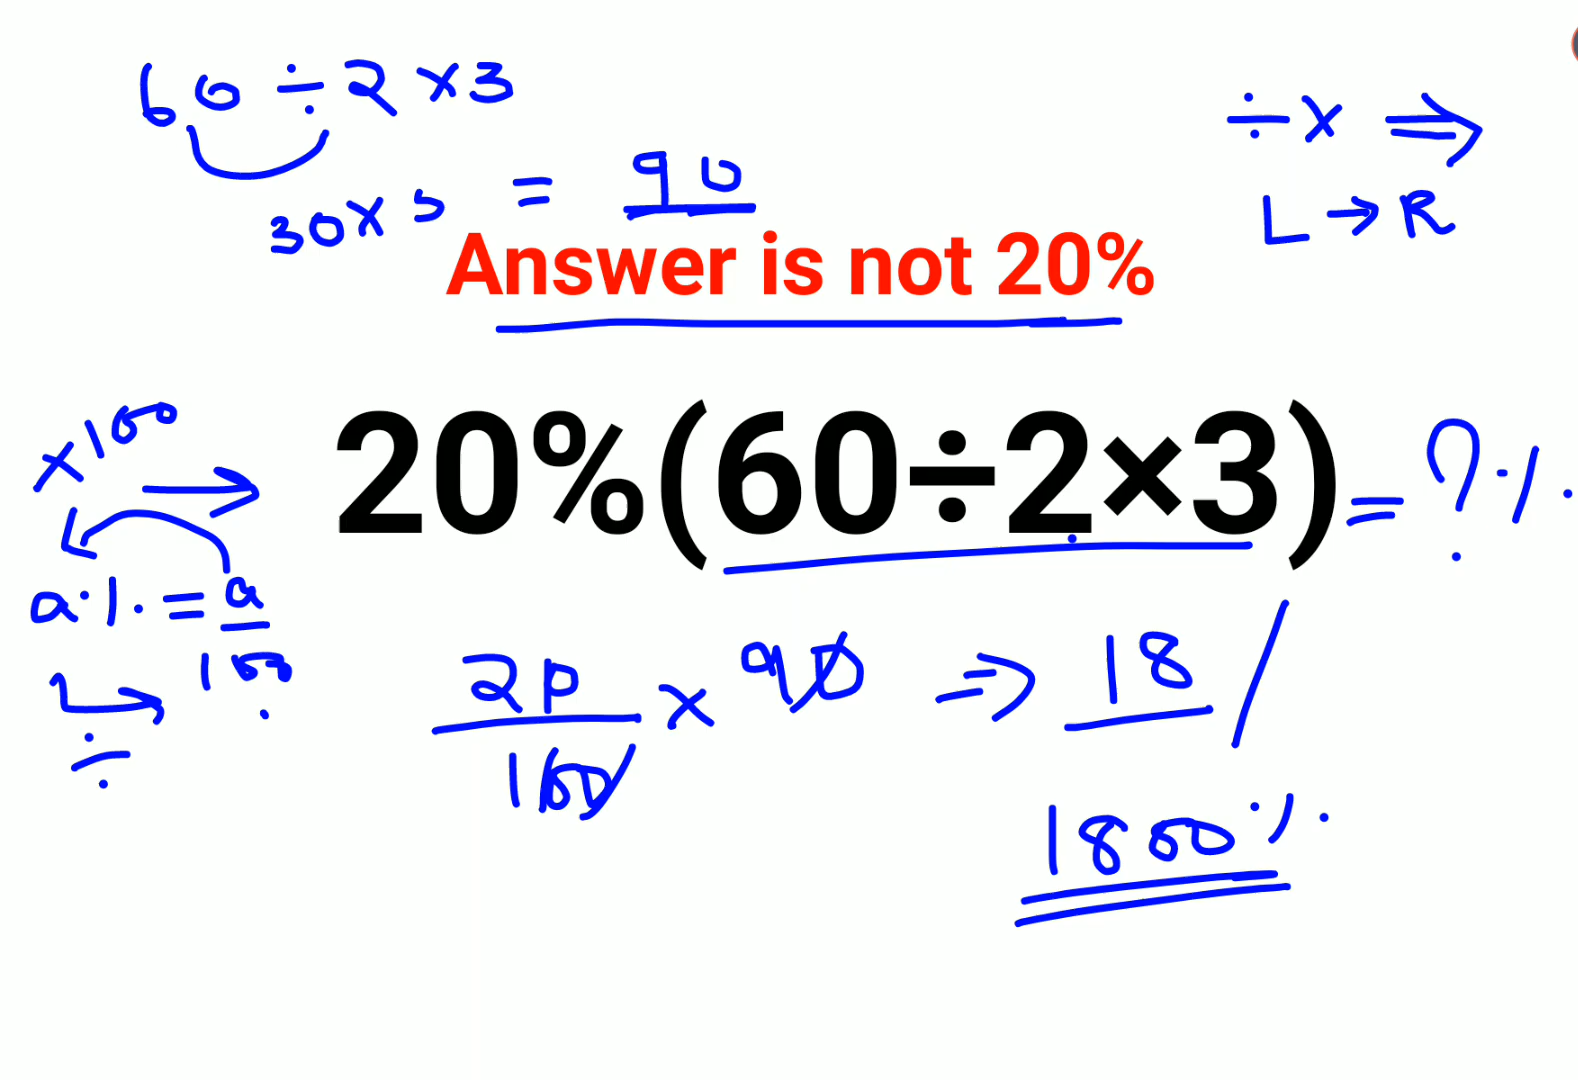 60 ÷ 2 × 3
÷ × ⇒
L → R
30 × 3 = 90
Answer is not 20%
×100 →
20%(60÷2×3) = ?%
a% = a/100
→ ÷
20/100 × 90 ⇒ 18
1800%